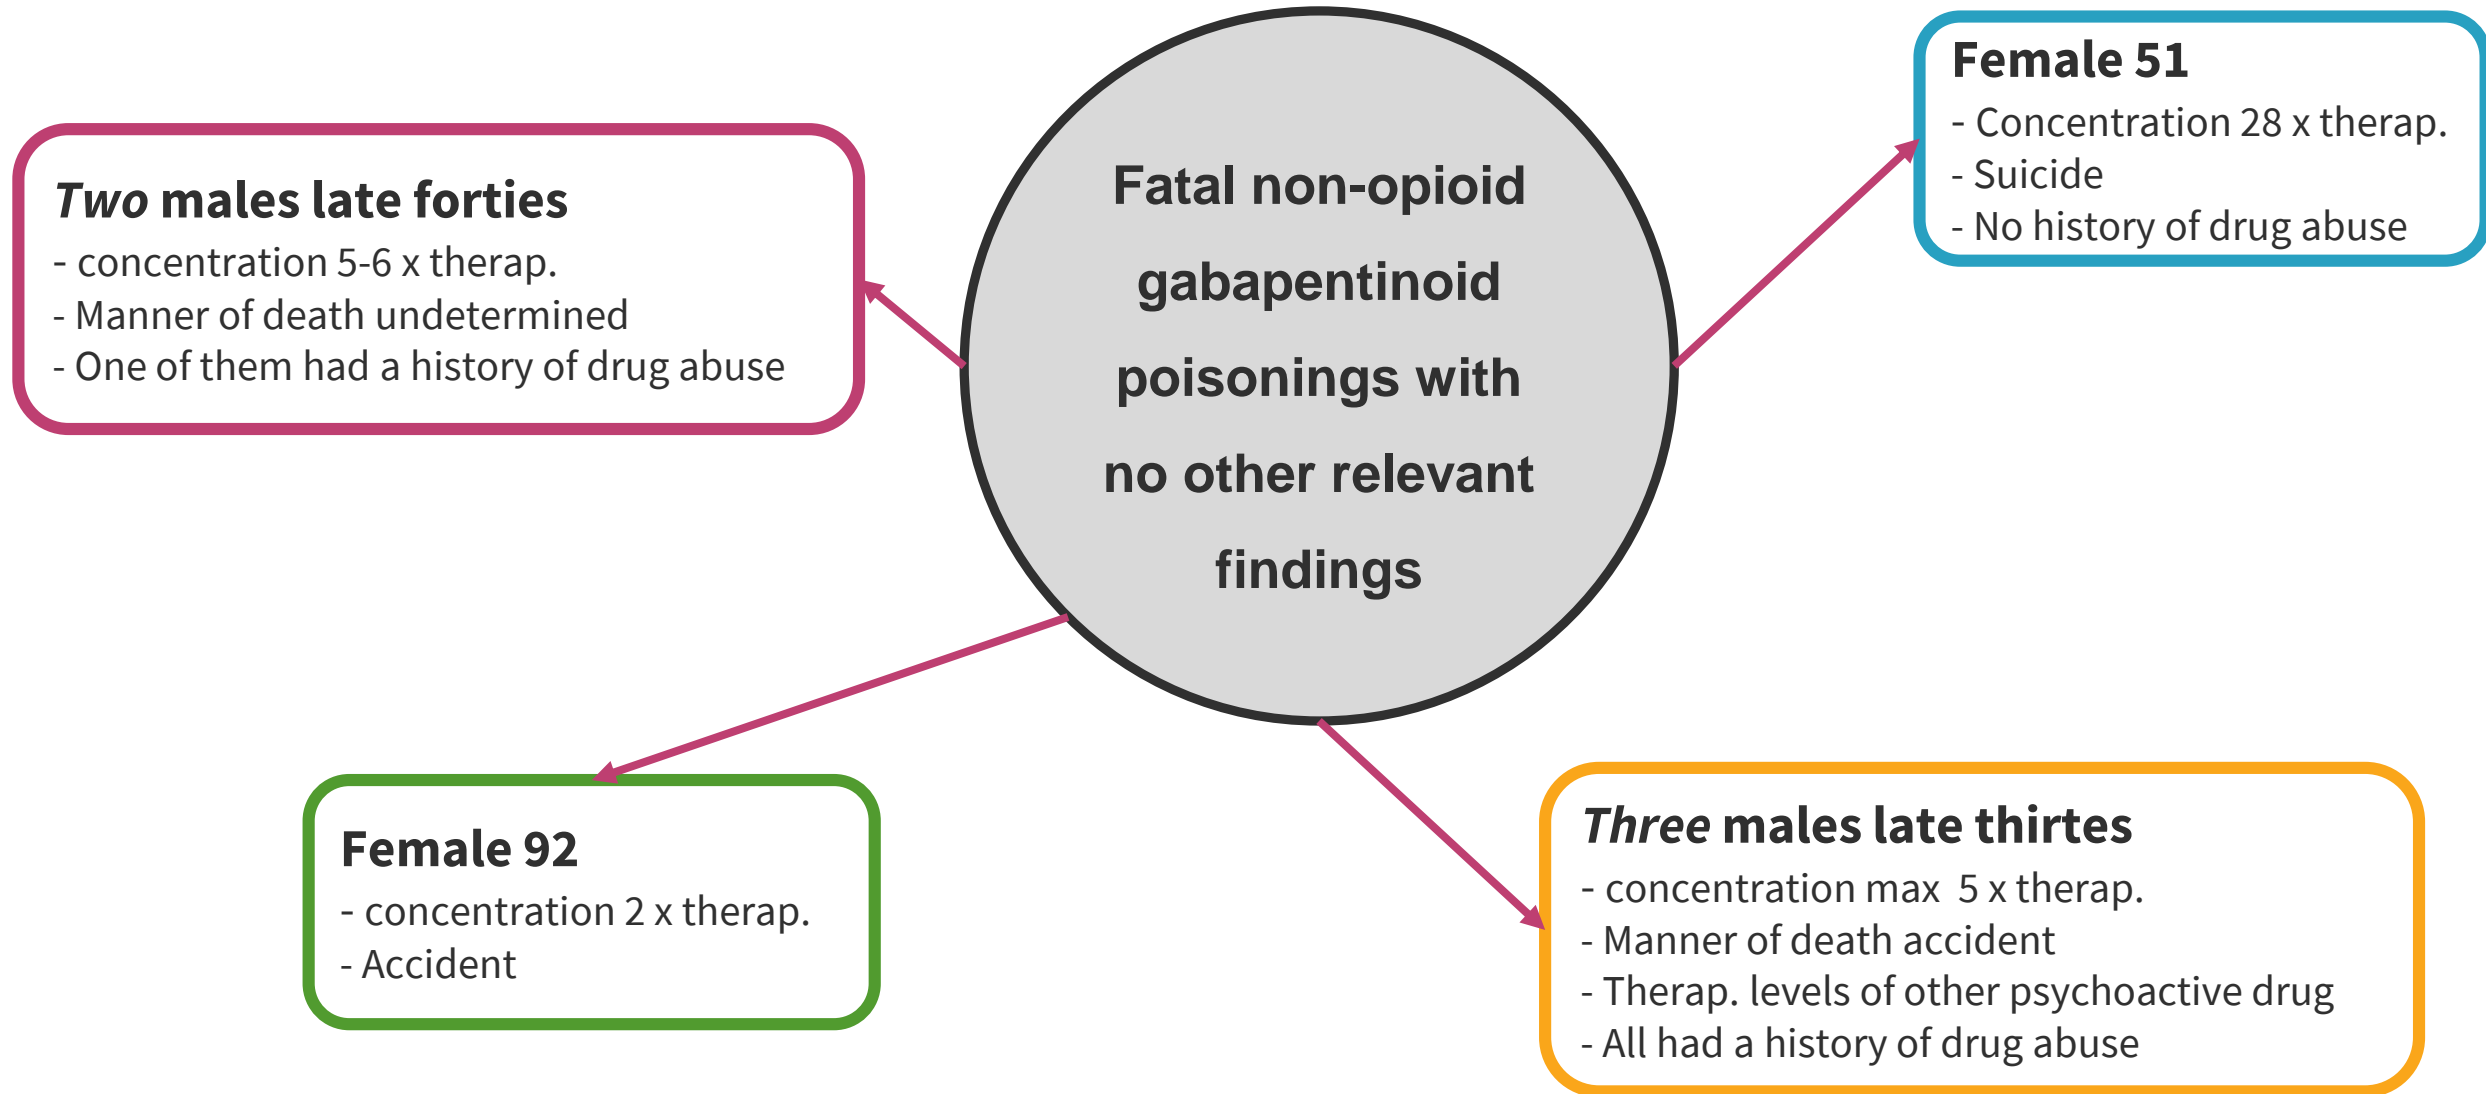 Fatal non-opioid
gabapentinoid
poisonings with
no other relevant
findings
Two males late forties
- concentration 5-6 x therap.
- Manner of death undetermined
- One of them had a history of drug abuse
Female 51
- Concentration 28 x therap.
- Suicide
- No history of drug abuse
Female 92
- concentration 2 x therap.
- Accident
Three males late thirtes
- concentration max  5 x therap.
- Manner of death accident
- Therap. levels of other psychoactive drug
- All had a history of drug abuse